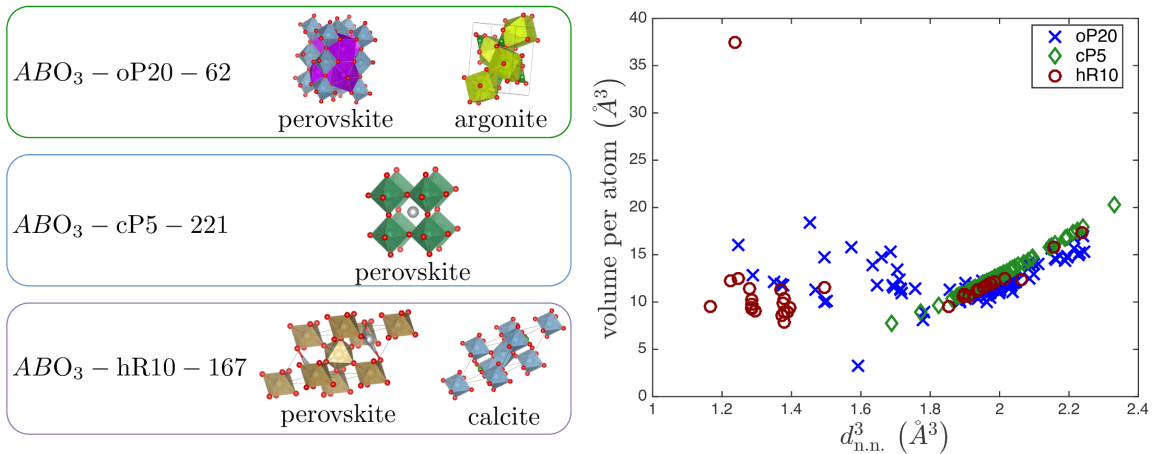 ABO₃ − oP20 − 62
perovskite
argonite
ABO₃ − cP5 − 221
perovskite
ABO₃ − hR10 − 167
perovskite
calcite
volume per atom (Å³)
40
35
30
25
20
15
10
5
0
1
1.2
1.4
1.6
1.8
2
2.2
2.4
d³n.n. (Å³)
oP20
cP5
hR10